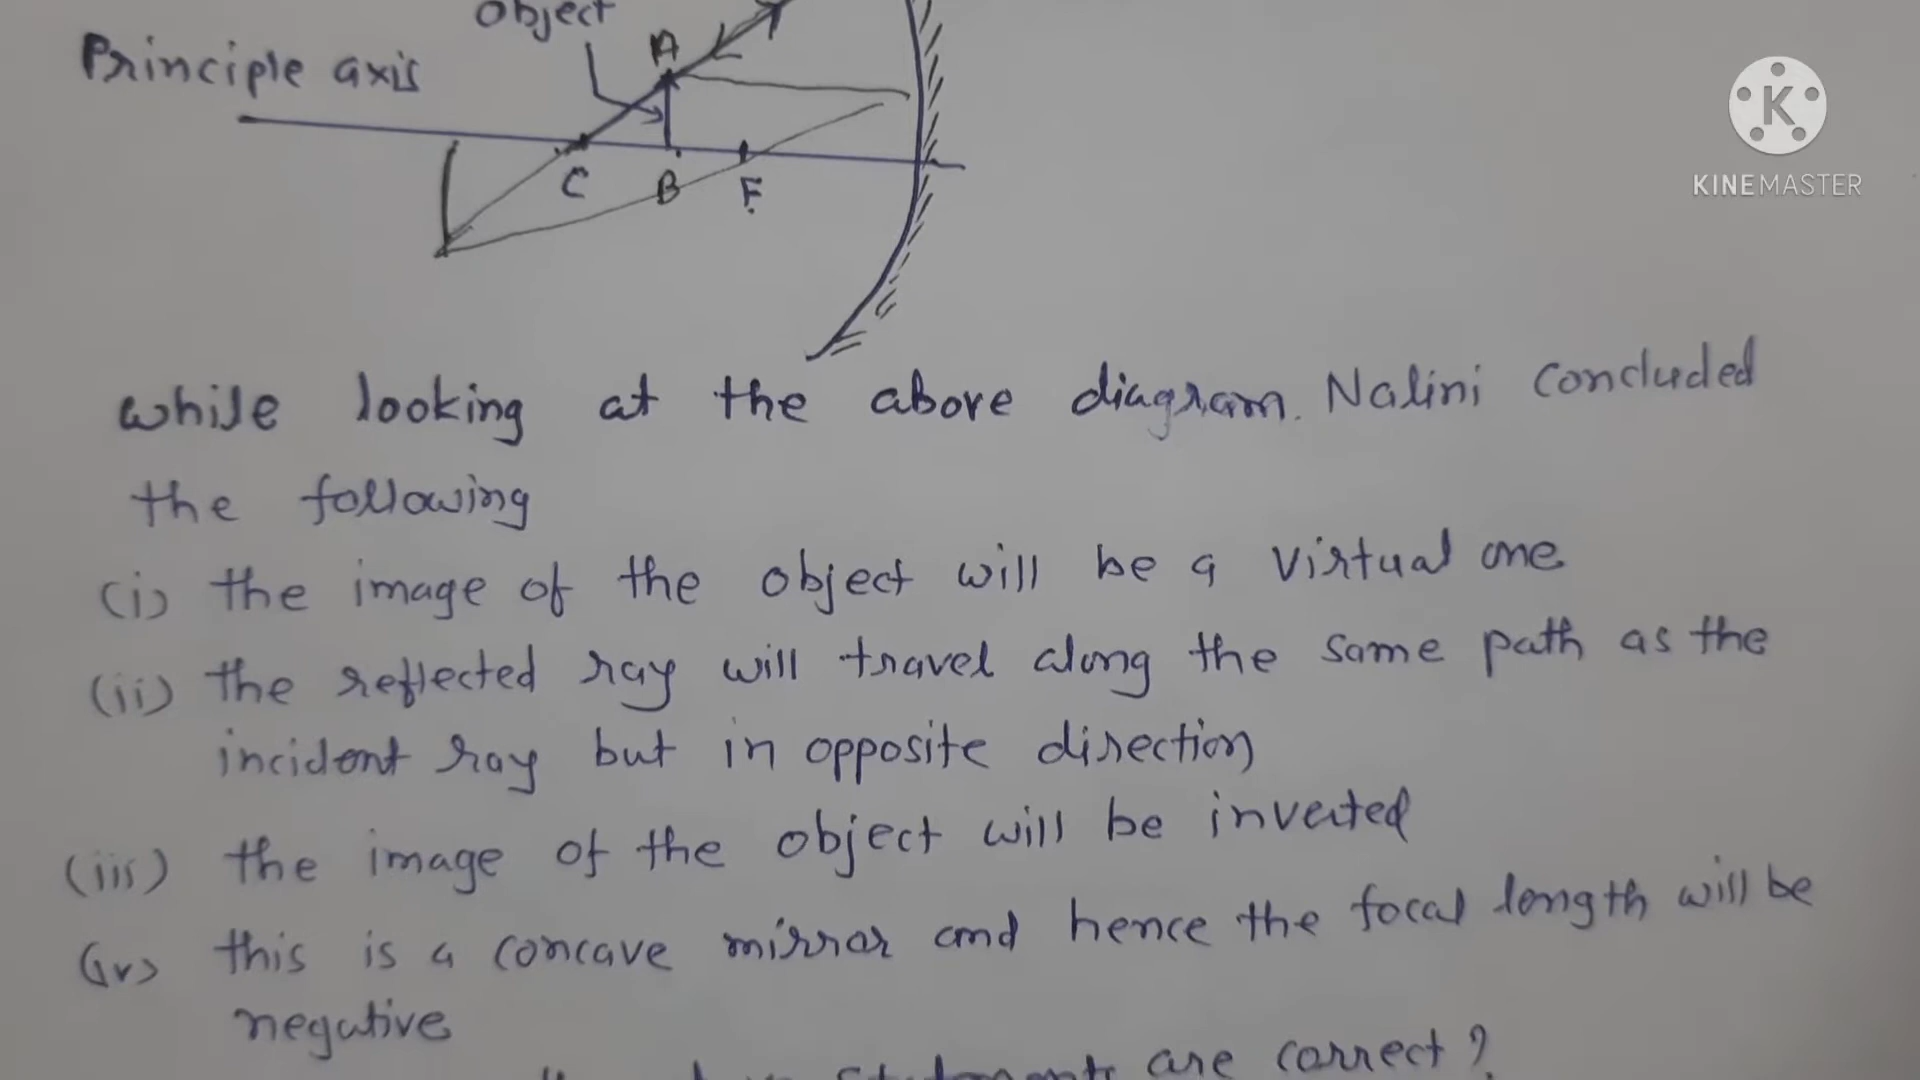 Object
Principle axis
A
C
B
F
K
KINEMASTER
while looking at the above diagram. Nalini concluded
the following
(i) the image of the object will be a virtual one
(ii) the reflected ray will travel along the same path as the
incident ray but in opposite direction
(iii) the image of the object will be inverted
(iv) this is a concave mirror and hence the focal length will be
negative
statements are correct?